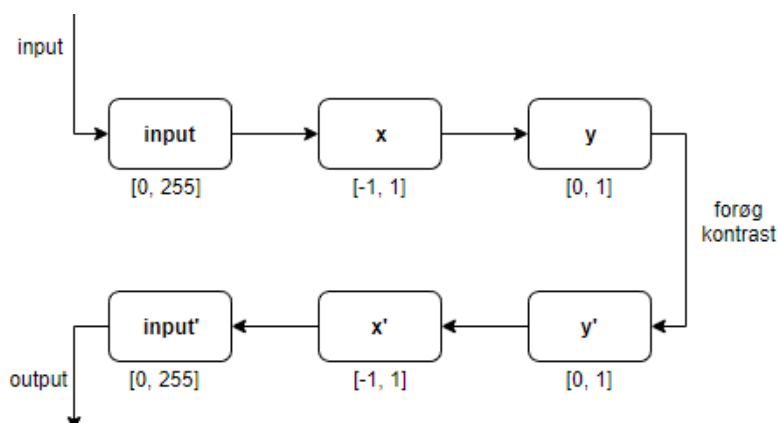 input
input
x
y
[0, 255]
[-1, 1]
[0, 1]
forøg
kontrast
input'
x'
y'
output
[0, 255]
[-1, 1]
[0, 1]